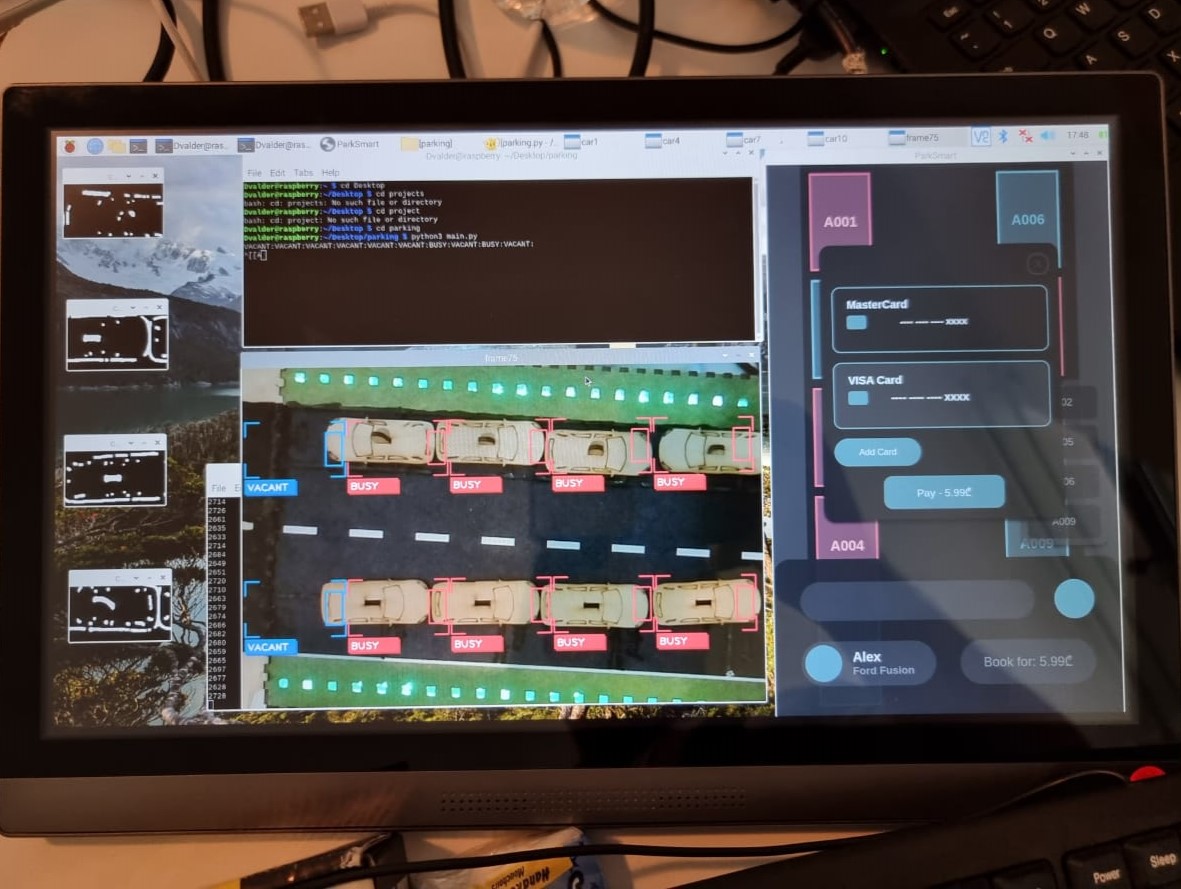 Dvalder@ras...
Dvalder@ras...
ParkSmart
[parking]
[parking.py - /...
car1
car4
car7
car10
frame75
V2
17:48
Dvalder@raspberry: ~/Desktop/parking
ParkSmart
File Edit Tabs Help
Dvalder@raspberry:~ $ cd Desktop
Dvalder@raspberry:~/Desktop $ cd projects
bash: cd: projects: No such file or directory
Dvalder@raspberry:~/Desktop $ cd project
bash: cd: project: No such file or directory
Dvalder@raspberry:~/Desktop $ cd parking
Dvalder@raspberry:~/Desktop/parking $ python3 main.py
VACANT:VACANT:VACANT:VACANT:VACANT:VACANT:BUSY:VACANT:BUSY:VACANT:
frame75
VACANT
BUSY
BUSY
BUSY
BUSY
VACANT
BUSY
BUSY
BUSY
BUSY
File
2714
2726
2661
2635
2633
2714
2684
2649
2651
2720
2710
2663
2679
2674
2666
2682
2680
2659
2665
2697
2677
2628
2728
A001
A006
MasterCard
---- ---- ---- XXXX
VISA Card
---- ---- ---- XXXX
Add Card
Pay - 5.99₾
02
05
06
A009
A004
A009
Alex
Ford Fusion
Book for: 5.99₾
Q
W
A
S
D
X
Power
Sleep